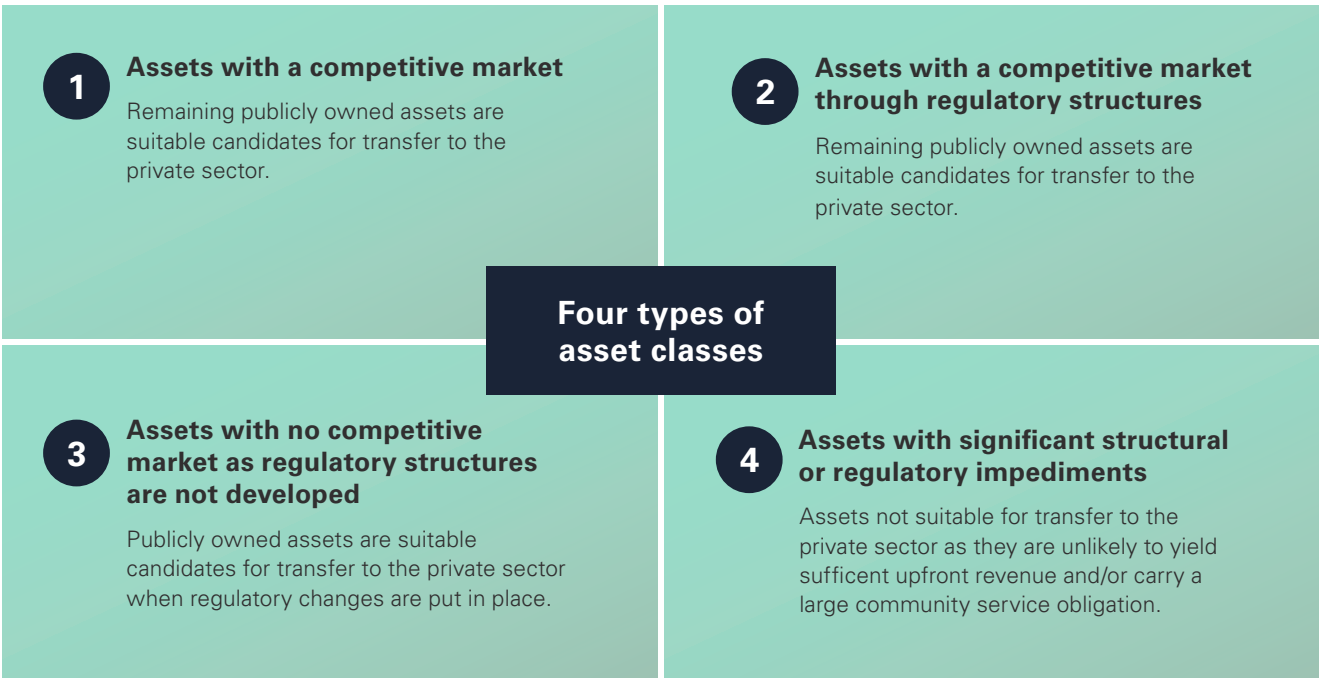 1
Assets with a competitive market
Remaining publicly owned assets are
suitable candidates for transfer to the
private sector.
2
Assets with a competitive market
through regulatory structures
Remaining publicly owned assets are
suitable candidates for transfer to the
private sector.
Four types of
asset classes
3
Assets with no competitive
market as regulatory structures
are not developed
Publicly owned assets are suitable
candidates for transfer to the private sector
when regulatory changes are put in place.
4
Assets with significant structural
or regulatory impediments
Assets not suitable for transfer to the
private sector as they are unlikely to yield
sufficent upfront revenue and/or carry a
large community service obligation.